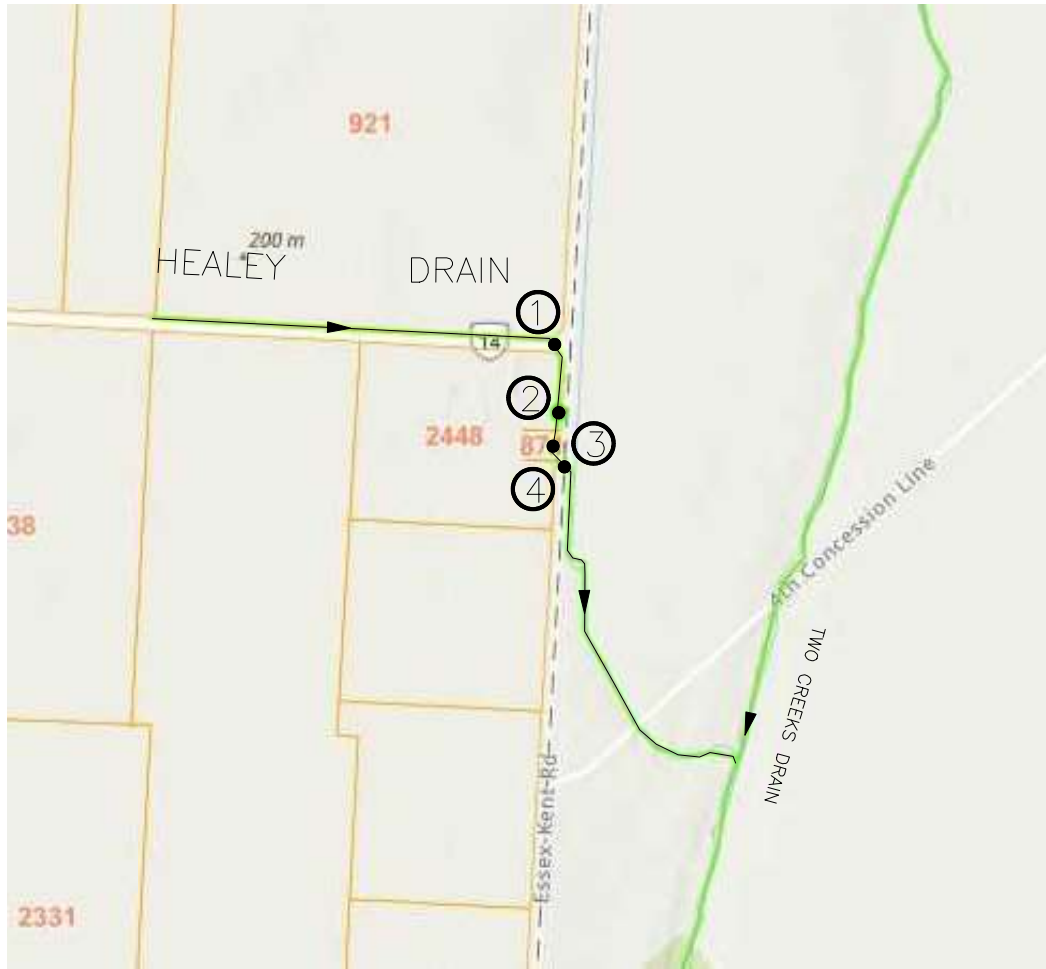 921
200 m
HEALEY DRAIN
1
14
2
2448
3
4
38
4th Concession Line
TWO CREEKS DRAIN
Essex-Kent-Rd
2331